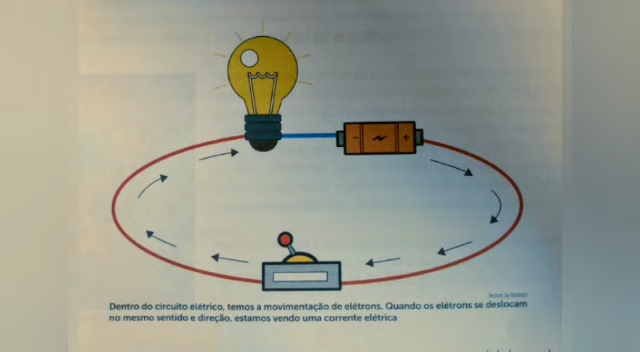 - +
Dentro do circuito elétrico, temos a movimentação de elétrons. Quando os elétrons se deslocam
no mesmo sentido e direção, estamos vendo uma corrente elétrica